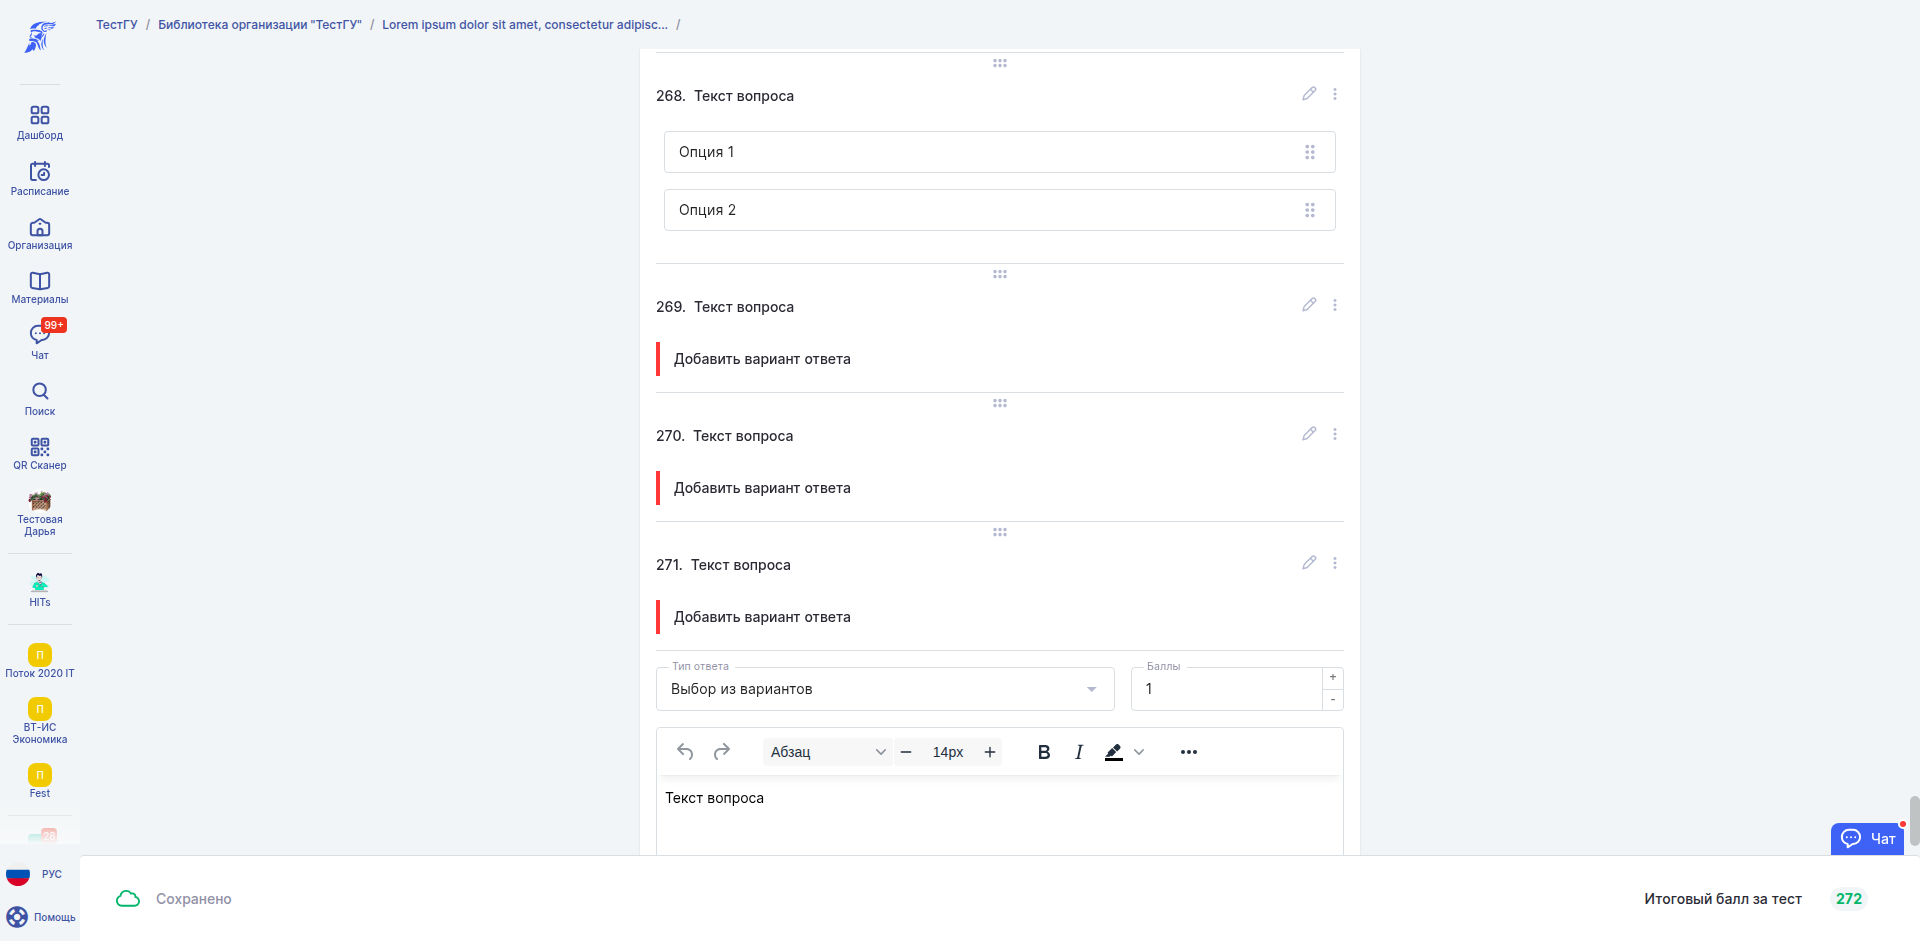 ТестГУ / Библиотека организации "ТестГУ" / Lorem ipsum dolor sit amet, consectetur adipisc... /
Дашборд
Расписание
Организация
Материалы
99+
Чат
Поиск
QR Сканер
Тестовая
Дарья
HITs
П
Поток 2020 IT
П
ВТ-ИС
Экономика
П
Fest
28
РУС
Помощь
268. Текст вопроса
Опция 1
Опция 2
269. Текст вопроса
Добавить вариант ответа
270. Текст вопроса
Добавить вариант ответа
271. Текст вопроса
Добавить вариант ответа
Тип ответа
Выбор из вариантов
Баллы
1
+
-
Абзац
14px
B I
Текст вопроса
Чат
Сохранено
Итоговый балл за тест 272